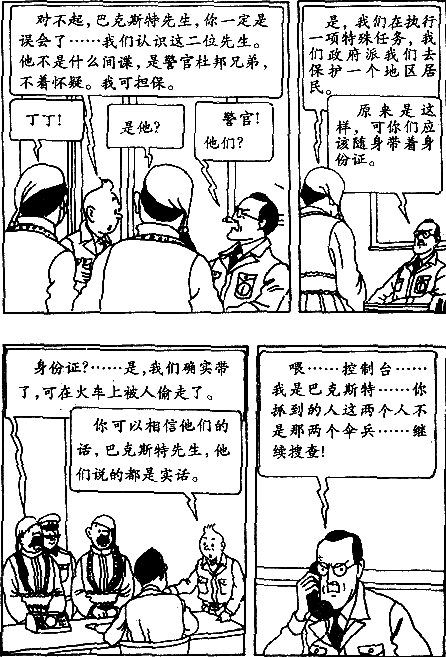 对不起,巴克斯特先生,你一定是
误会了……我们认识这二位先生。
他不是什么间谍,是警官杜邦兄弟,
不着怀疑。我可担保。
丁丁!
是他?
警官!
他们?
是,我们在执行
一项特殊任务,我
们政府派我们去
保护一个地区居
民。
原来是这
样,可你们应
该随身带着身
份证。
身份证?……是,我们确实带
了,可在火车上被人偷走了。
你可以相信他们的
话,巴克斯特先生,他
们说的都是实话。
喂……控制台……
我是巴克斯特……你
抓到的人这两个人不
是那两个伞兵……继
续搜查!